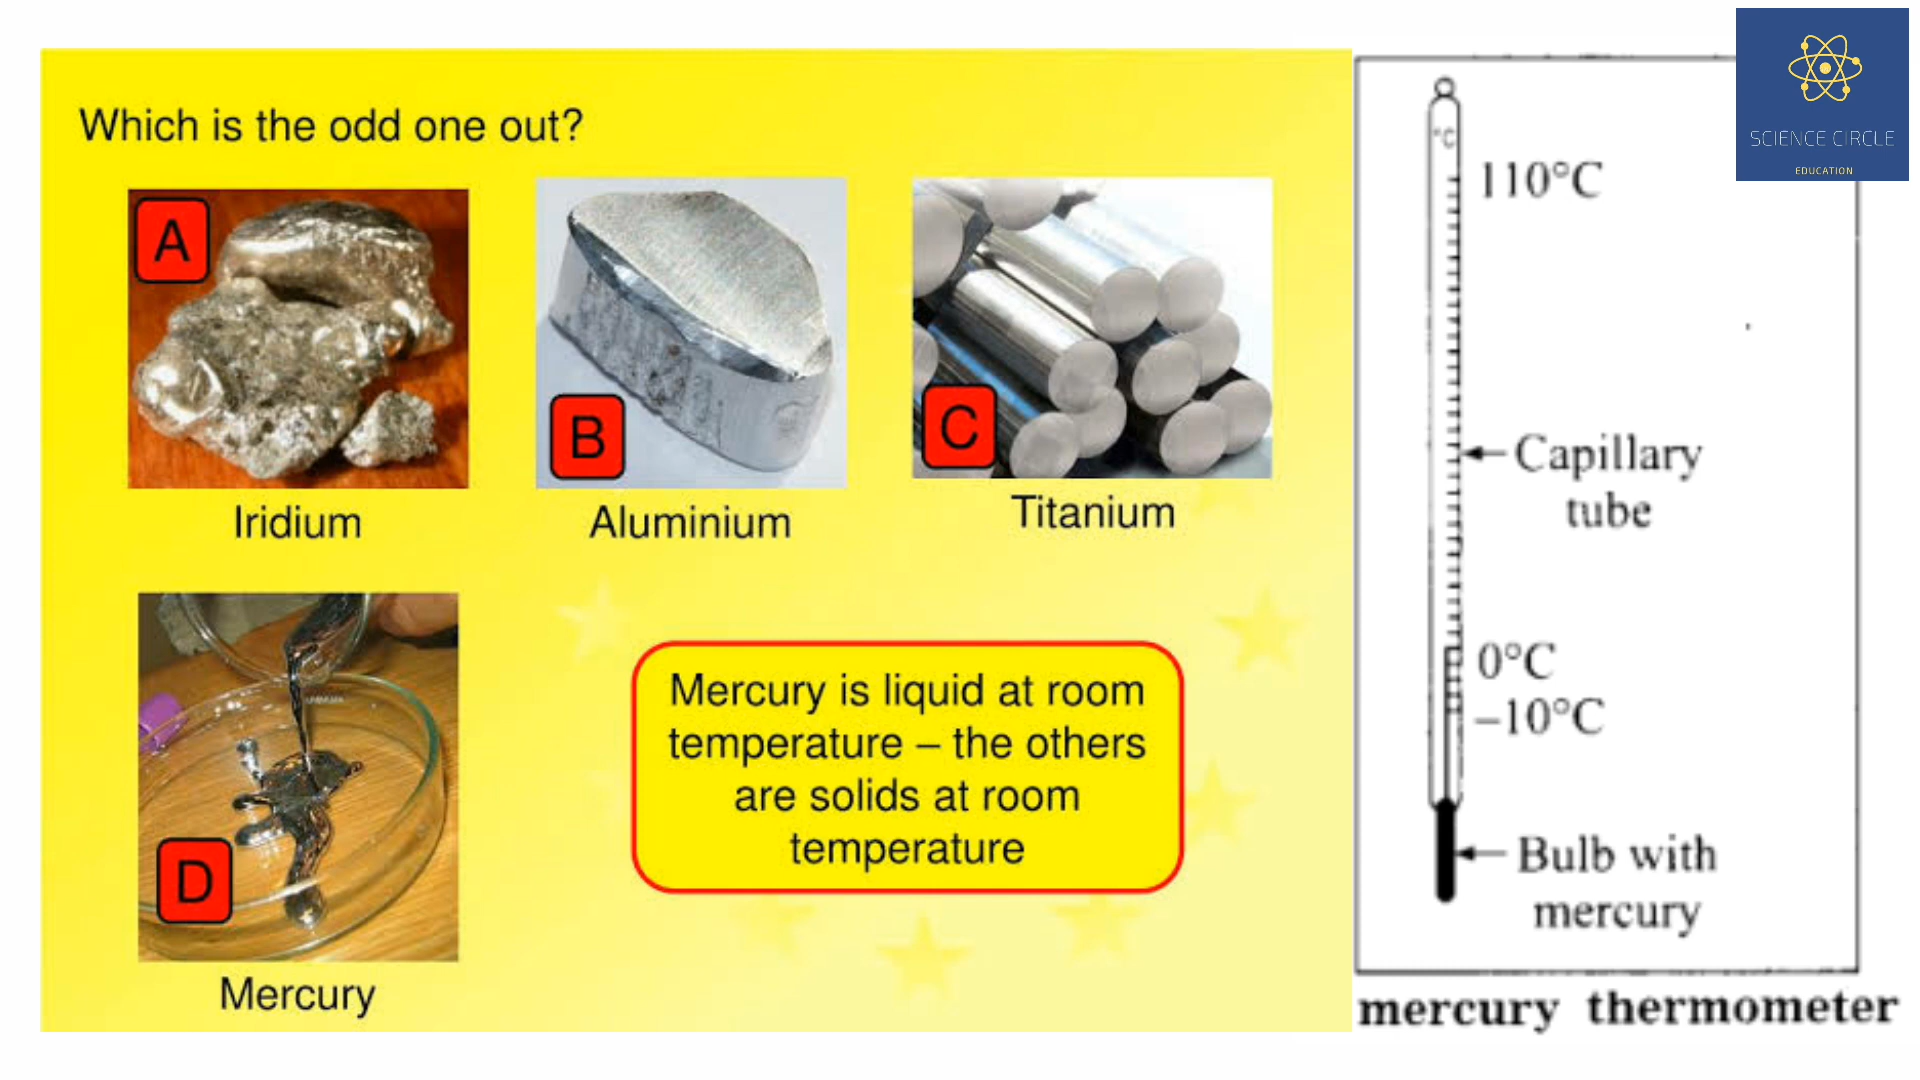 Which is the odd one out?
A
B
C
Iridium
Aluminium
Titanium
D
Mercury
Mercury is liquid at room
temperature – the others
are solids at room
temperature
°C
110°C
Capillary
tube
0°C
–10°C
Bulb with
mercury
mercury thermometer
SCIENCE CIRCLE
EDUCATION